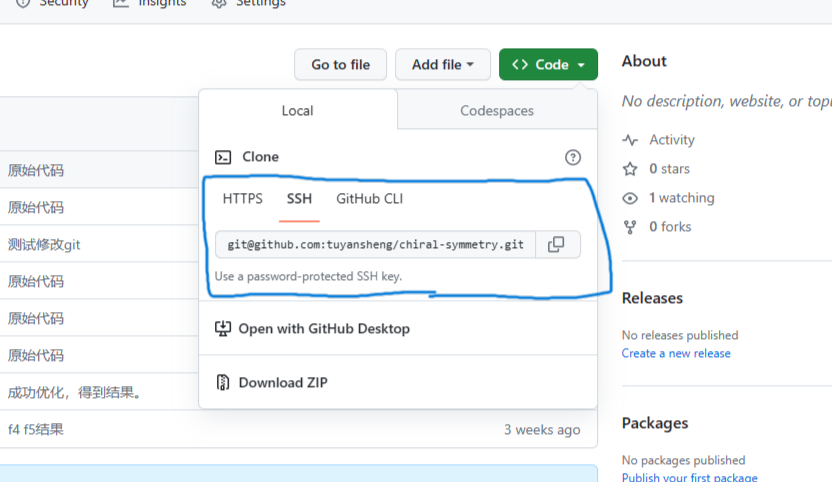 Security Insights Settings
Go to file Add file Code
About
Local Codespaces
No description, website, or
Clone
Activity
原始代码
0 stars
HTTPS SSH GitHub CLI
1 watching
原始代码
0 forks
git@github.com:tuyansheng/chiral-symmetry.git
测试修改git
Use a password-protected SSH key.
原始代码
Releases
原始代码
Open with GitHub Desktop
No releases published
原始代码
Create a new release
Download ZIP
成功优化，得到结果。
Packages
f4 f5结果 3 weeks ago
No packages published
Publish your first package